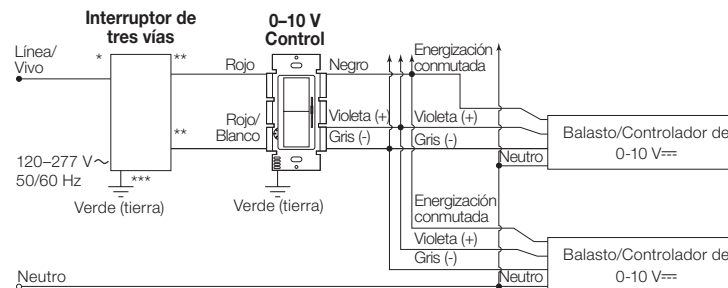 Interruptor de
tres vías
0–10 V
Control
Línea/
Vivo
*
**
Rojo
Negro
Energización
conmutada
Rojo/
Blanco
**
Violeta (+)
Gris (-)
Violeta (+)
Gris (-)
Neutro
Balasto/Controlador de
0-10 V⎓
120–277 V ~
50/60 Hz
***
Verde (tierra)
Verde (tierra)
Energización
conmutada
Violeta (+)
Gris (-)
Neutro
Balasto/Controlador de
0-10 V⎓
Neutro